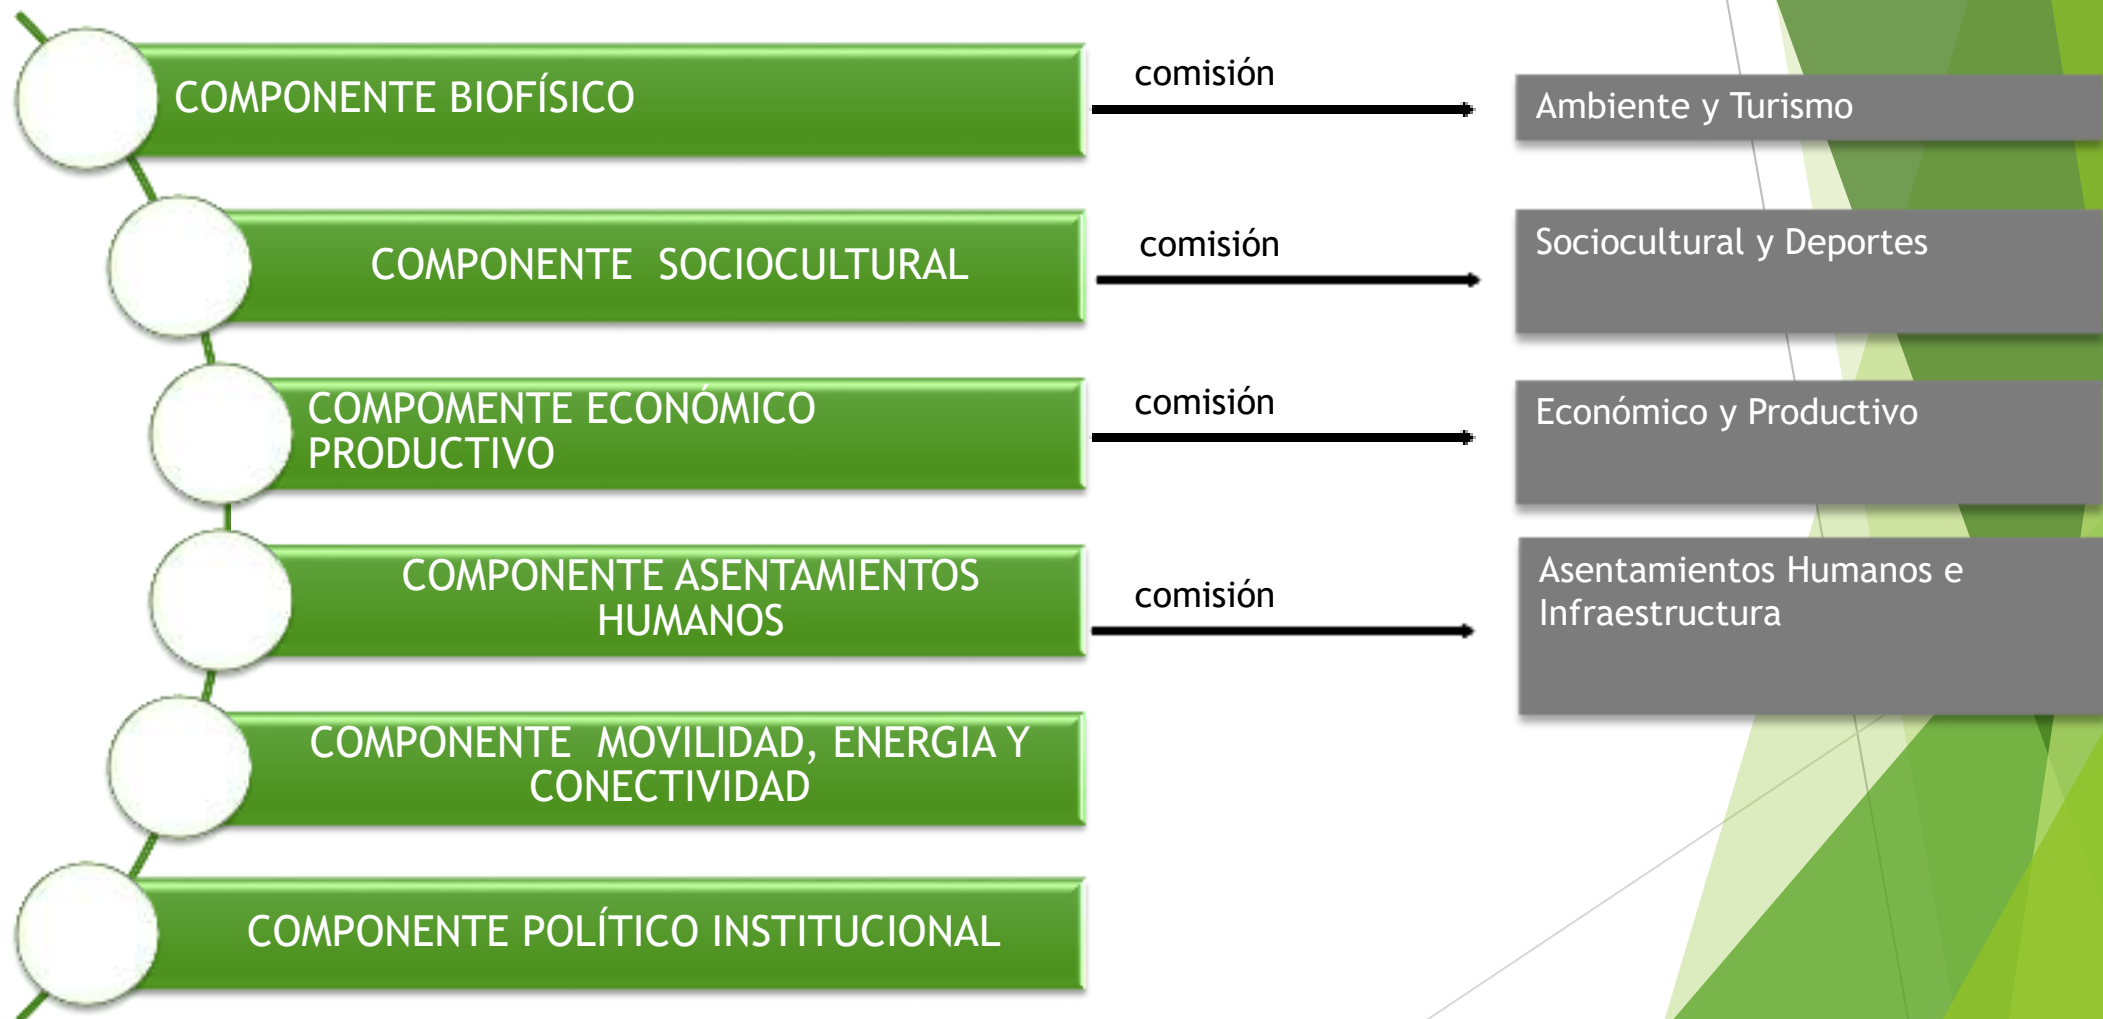 COMPONENTE BIOFÍSICO
comisión
Ambiente y Turismo
COMPONENTE SOCIOCULTURAL
comisión
Sociocultural y Deportes
COMPOMENTE ECONÓMICO
PRODUCTIVO
comisión
Económico y Productivo
COMPONENTE ASENTAMIENTOS
HUMANOS
comisión
Asentamientos Humanos e
Infraestructura
COMPONENTE MOVILIDAD, ENERGIA Y
CONECTIVIDAD
COMPONENTE POLÍTICO INSTITUCIONAL